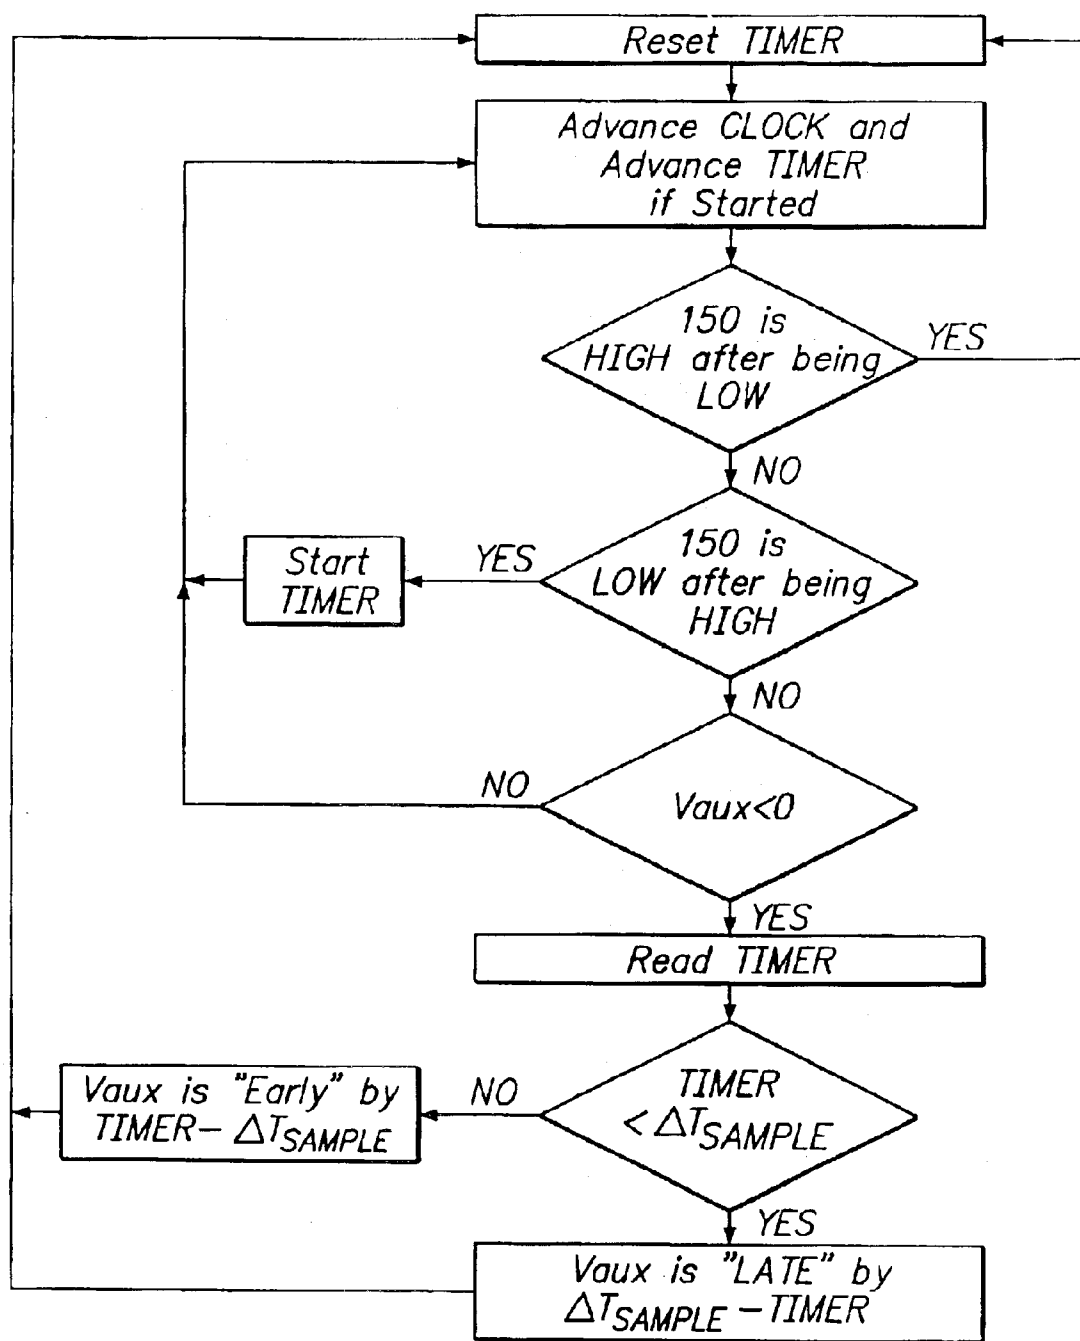 Reset TIMER
Advance CLOCK and
Advance TIMER
if Started
150 is
HIGH after being
LOW
YES
NO
150 is
LOW after being
HIGH
YES
Start
TIMER
NO
Vaux<0
NO
YES
Read TIMER
TIMER
< ΔTSAMPLE
NO
Vaux is "Early" by
TIMER– ΔTSAMPLE
YES
Vaux is "LATE" by
ΔTSAMPLE –TIMER